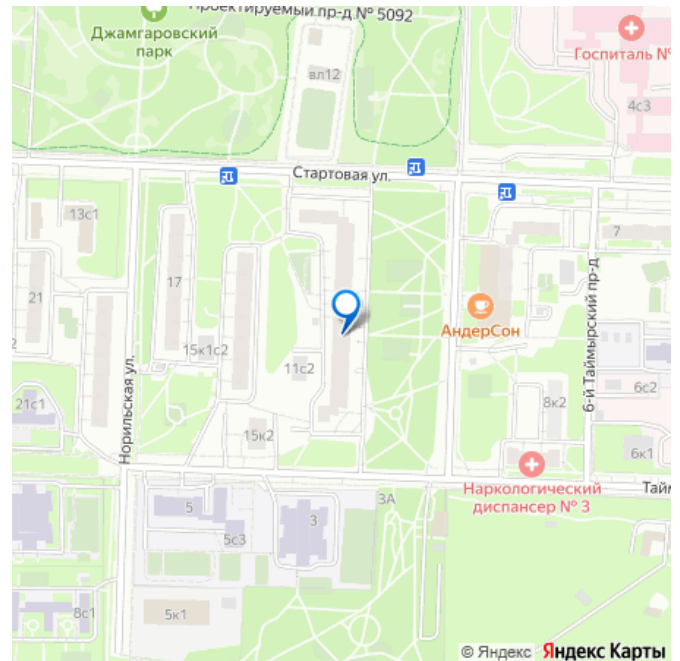 Проектируемый пр-д № 5092
Джамгаровский
парк
Госпиталь №
вл12
4с3
Стартовая ул.
13с1
7
17
21
6-й Таймырский пр-д
АндерСон
15к1с2
11с2
2
Норильская ул.
6с2
21с1
8к2
15к2
6к1
Наркологический
диспансер № 3
Тайм
3А
5
3
5с3
8с1
5к1
© Яндекс Яндекс Карты